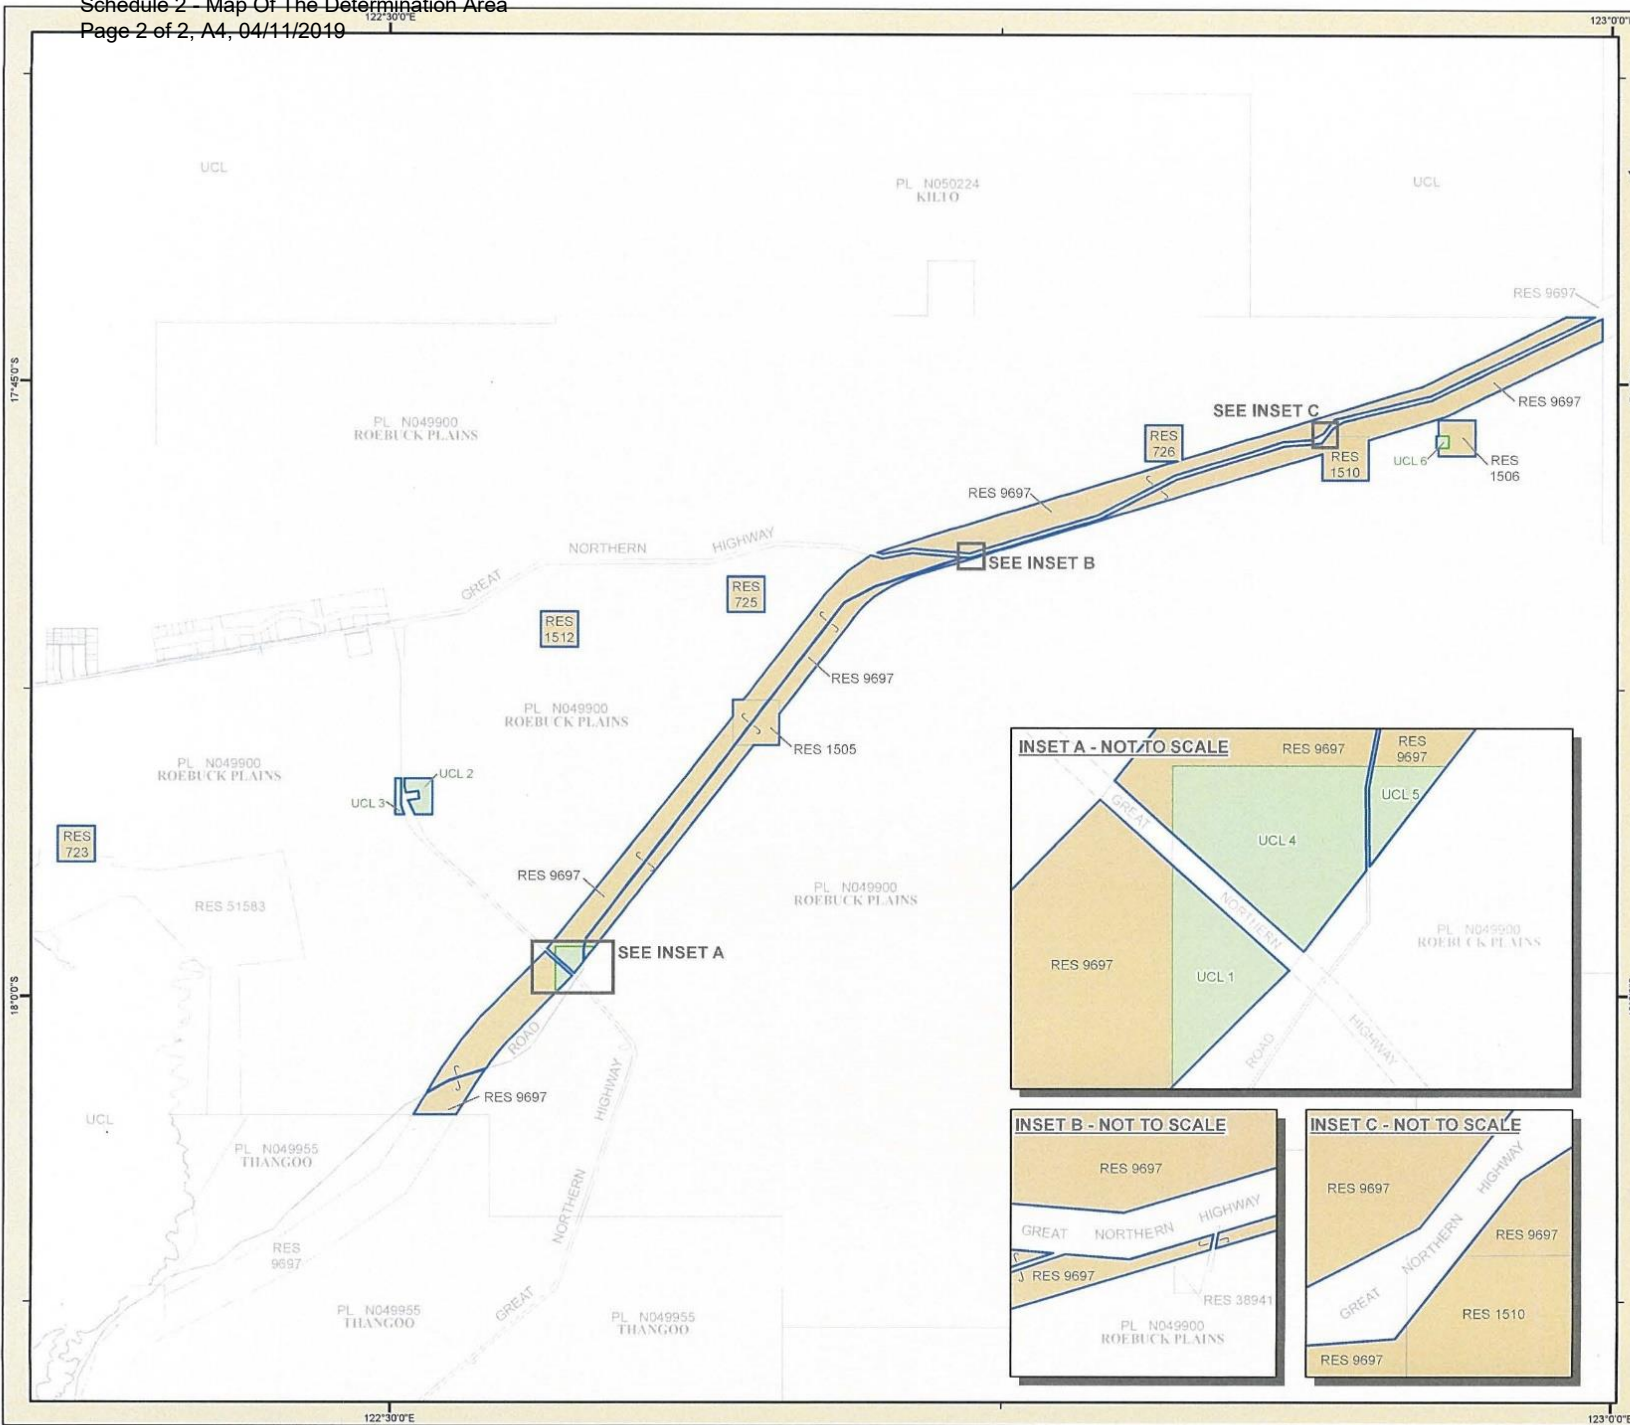 Schedule 2 - Map Of The Determination Area
122°30'0"E
123°0'0"E
Page 2 of 2, A4, 04/11/2019
UCL
PL N050224
KILTO
UCL
RES 9697
17°45'0"S
SEE INSET C
RES 9697
PL N049900
ROEBUCK PLAINS
RES
726
RES
1510
UCL 6
RES
1506
RES 9697
NORTHERN
HIGHWAY
GREAT
SEE INSET B
RES
725
RES
1512
RES 9697
PL N049900
ROEBUCK PLAINS
RES 1505
PL N049900
ROEBUCK PLAINS
UCL 2
UCL 3
RES
723
RES 9697
PL N049900
ROEBUCK PLAINS
RES 51583
SEE INSET A
18°0'0"S
ROAD
HIGHWAY
RES 9697
UCL
PL N049955
THANGOO
NORTHERN
RES
9697
GREAT
PL N049955
THANGOO
PL N049955
THANGOO
INSET A - NOT TO SCALE
RES 9697
RES
9697
GREAT
UCL 5
UCL 4
NORTHERN
PL N049900
ROEBUCK PLAINS
RES 9697
UCL 1
ROAD
HIGHWAY
INSET B - NOT TO SCALE
RES 9697
GREAT
NORTHERN
HIGHWAY
RES 9697
RES 38941
PL N049900
ROEBUCK PLAINS
INSET C - NOT TO SCALE
HIGHWAY
RES 9697
NORTHERN
RES 9697
GREAT
RES 1510
RES 9697
122°30'0"E
123°0'0"E